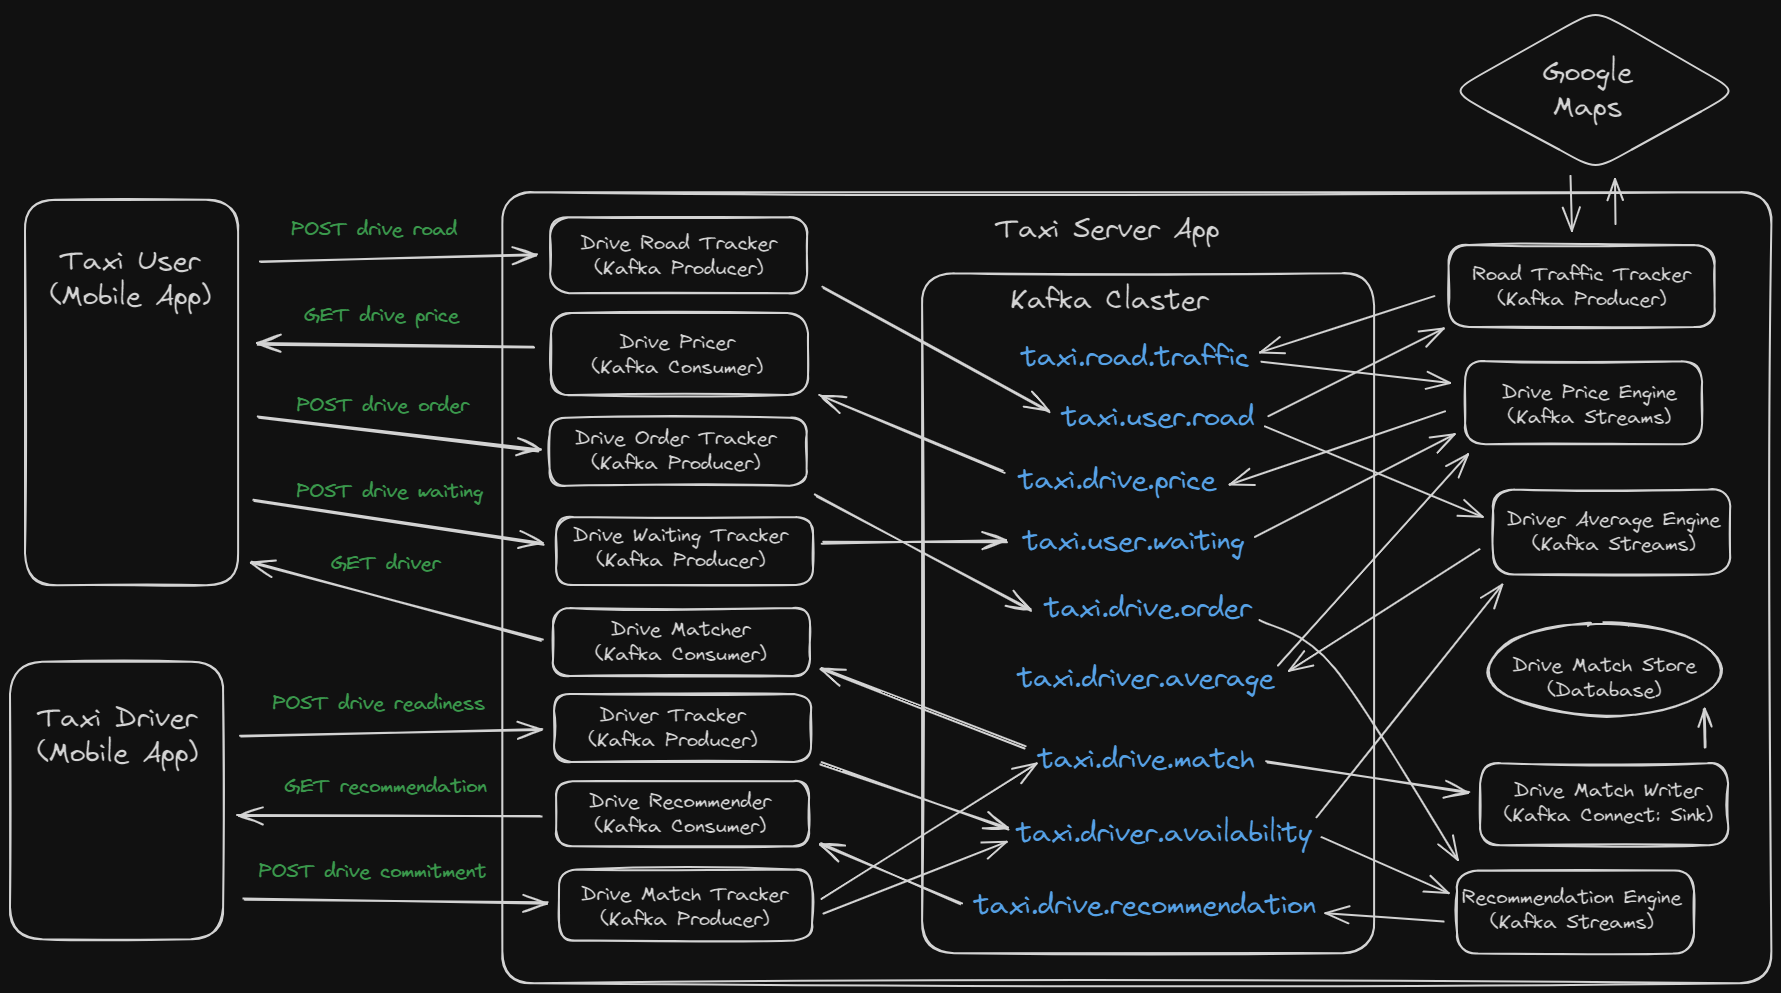 Google
Maps
Taxi User
(Mobile App)
POST drive road
GET drive price
POST drive order
POST drive waiting
GET driver
Taxi Driver
(Mobile App)
POST drive readiness
GET recommendation
POST drive commitment
Taxi Server App
Drive Road Tracker
(Kafka Producer)
Drive Pricer
(Kafka Consumer)
Drive Order Tracker
(Kafka Producer)
Drive Waiting Tracker
(Kafka Producer)
Drive Matcher
(Kafka Consumer)
Driver Tracker
(Kafka Producer)
Drive Recommender
(Kafka Consumer)
Drive Match Tracker
(Kafka Producer)
Kafka Claster
taxi.road.traffic
taxi.user.road
taxi.drive.price
taxi.user.waiting
taxi.drive.order
taxi.driver.average
taxi.drive.match
taxi.driver.availability
taxi.drive.recommendation
Road Traffic Tracker
(Kafka Producer)
Drive Price Engine
(Kafka Streams)
Driver Average Engine
(Kafka Streams)
Drive Match Store
(Database)
Drive Match Writer
(Kafka Connect: Sink)
Recommendation Engine
(Kafka Streams)